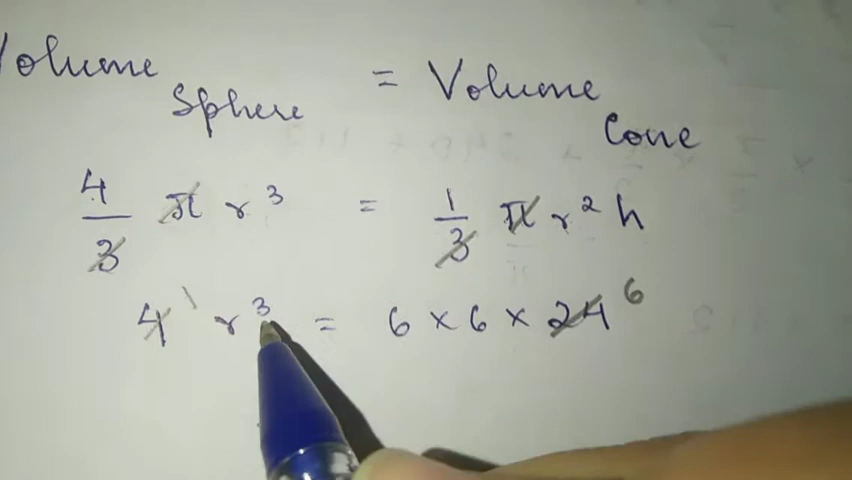 Volume Sphere = Volume Cone
4/3 π r³ = 1/3 π r² h
4 1 r³ = 6 × 6 × 24 6